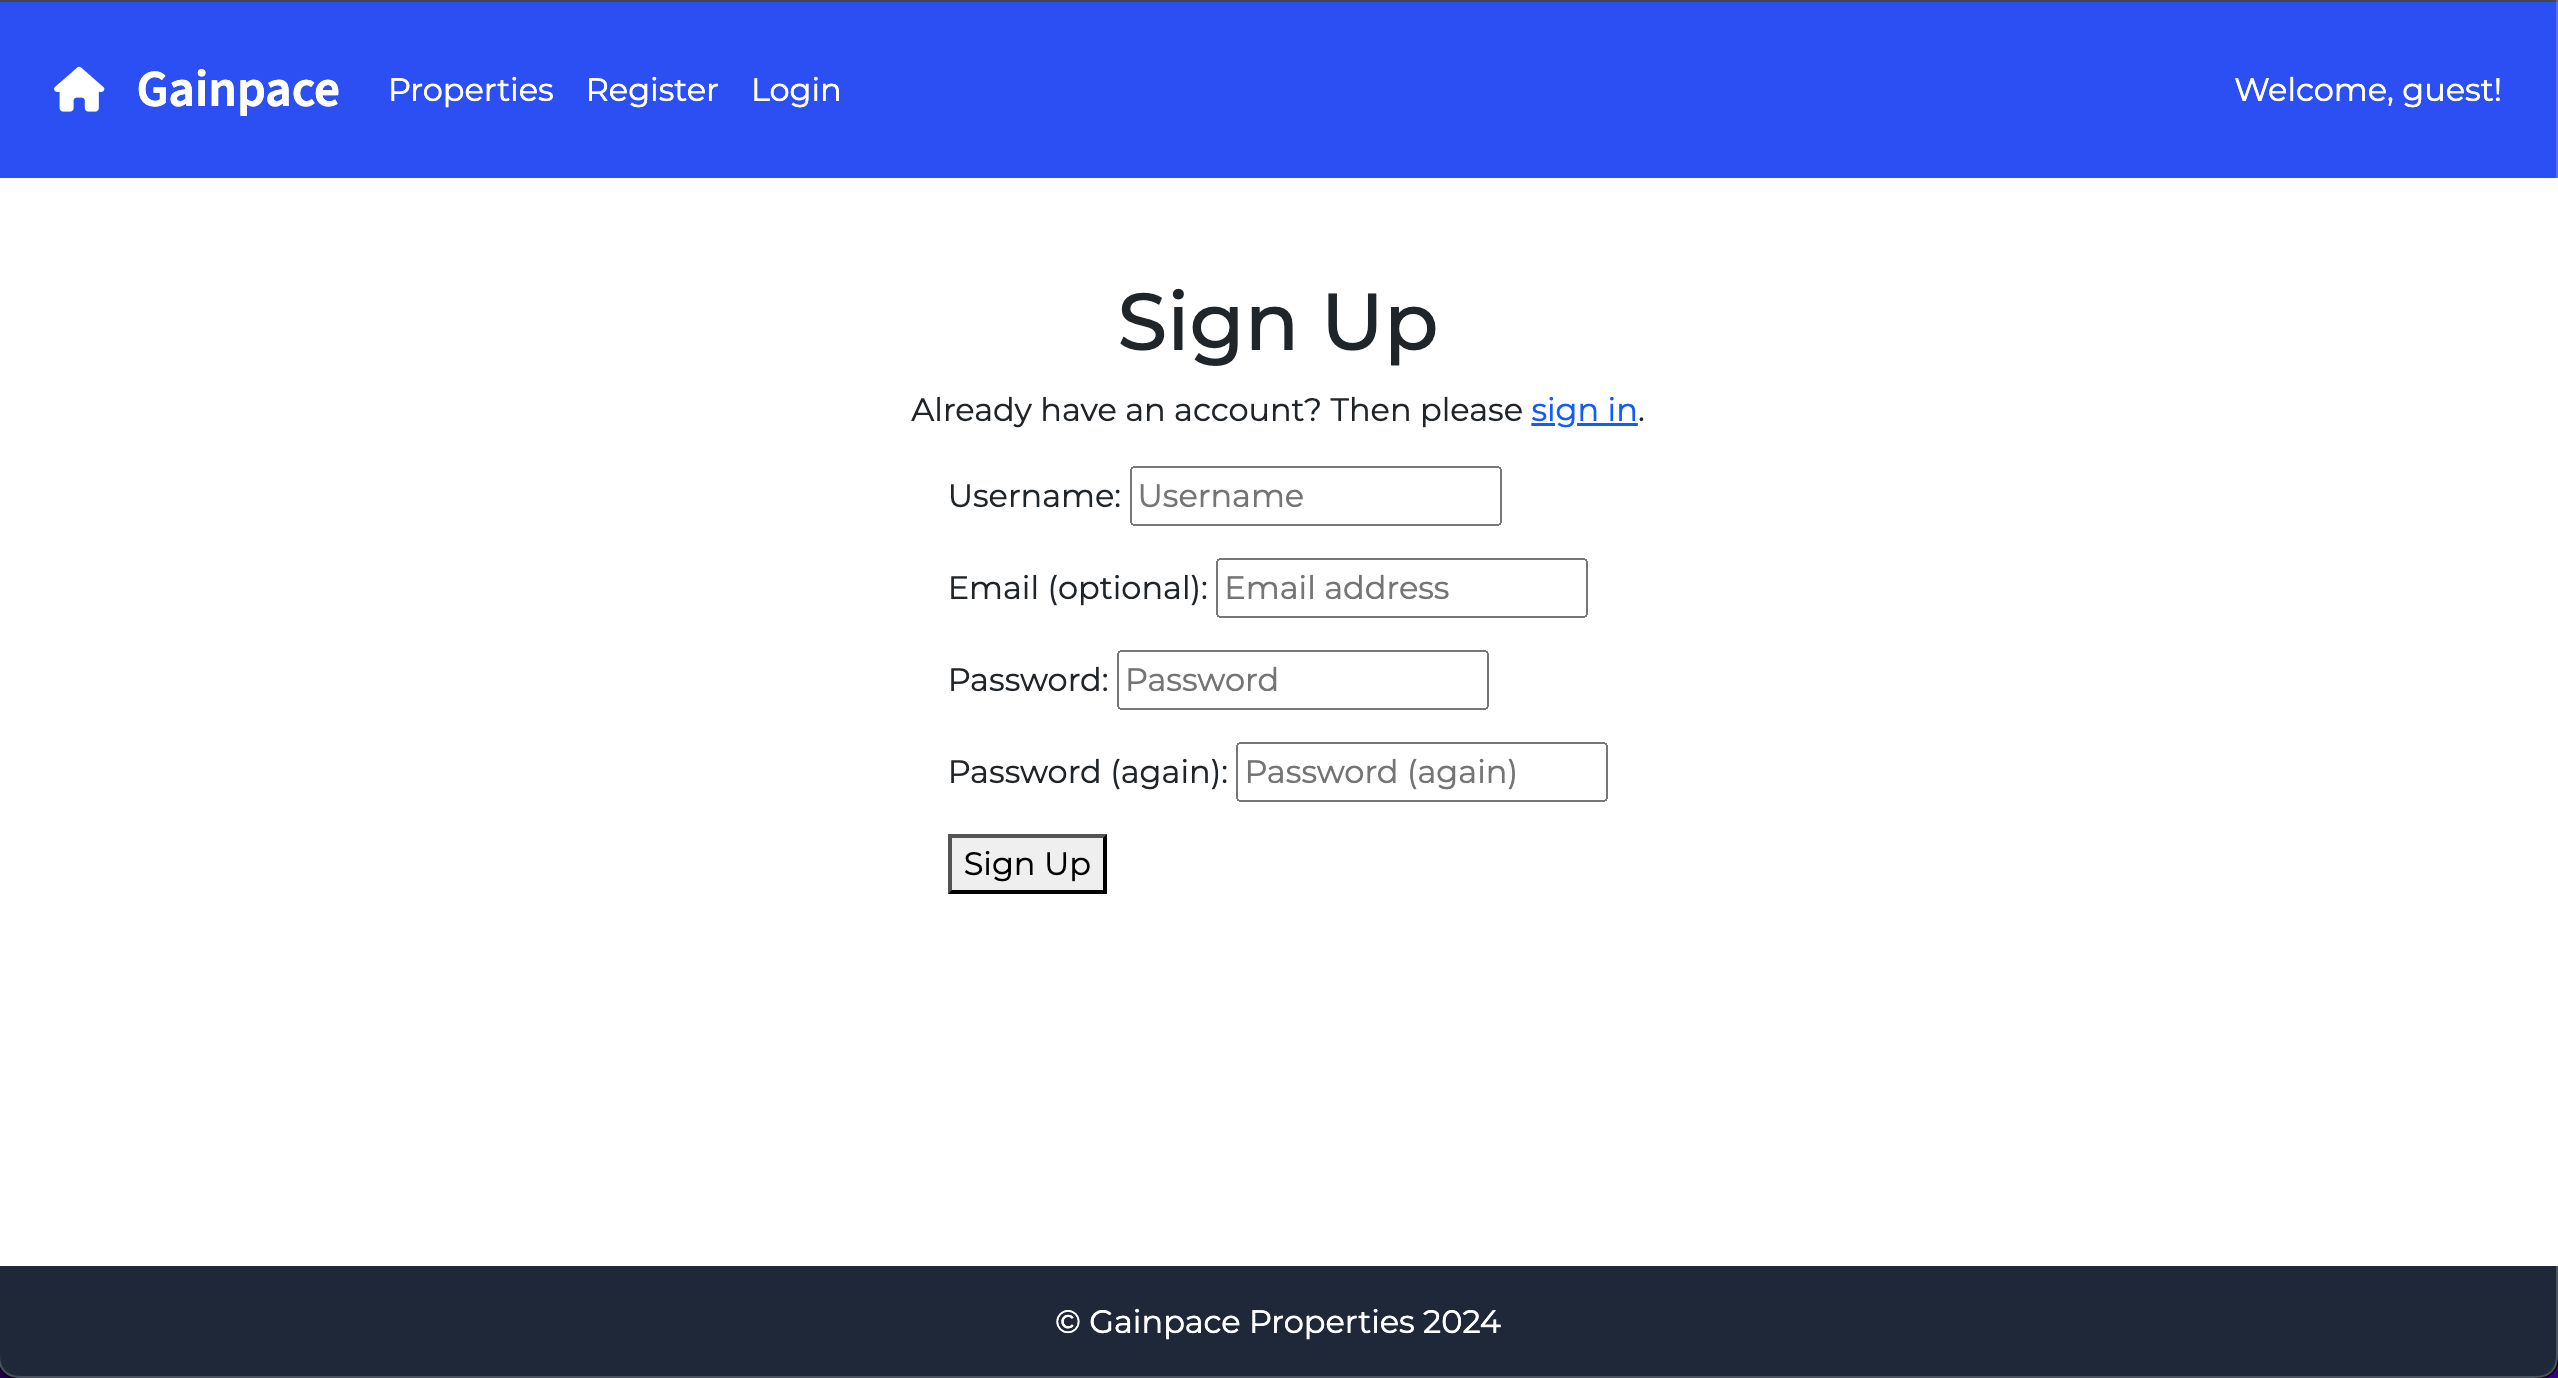 Gainpace Properties Register Login Welcome, guest!
Sign Up
Already have an account? Then please sign in.
Username: Username
Email (optional): Email address
Password: Password
Password (again): Password (again)
Sign Up
© Gainpace Properties 2024